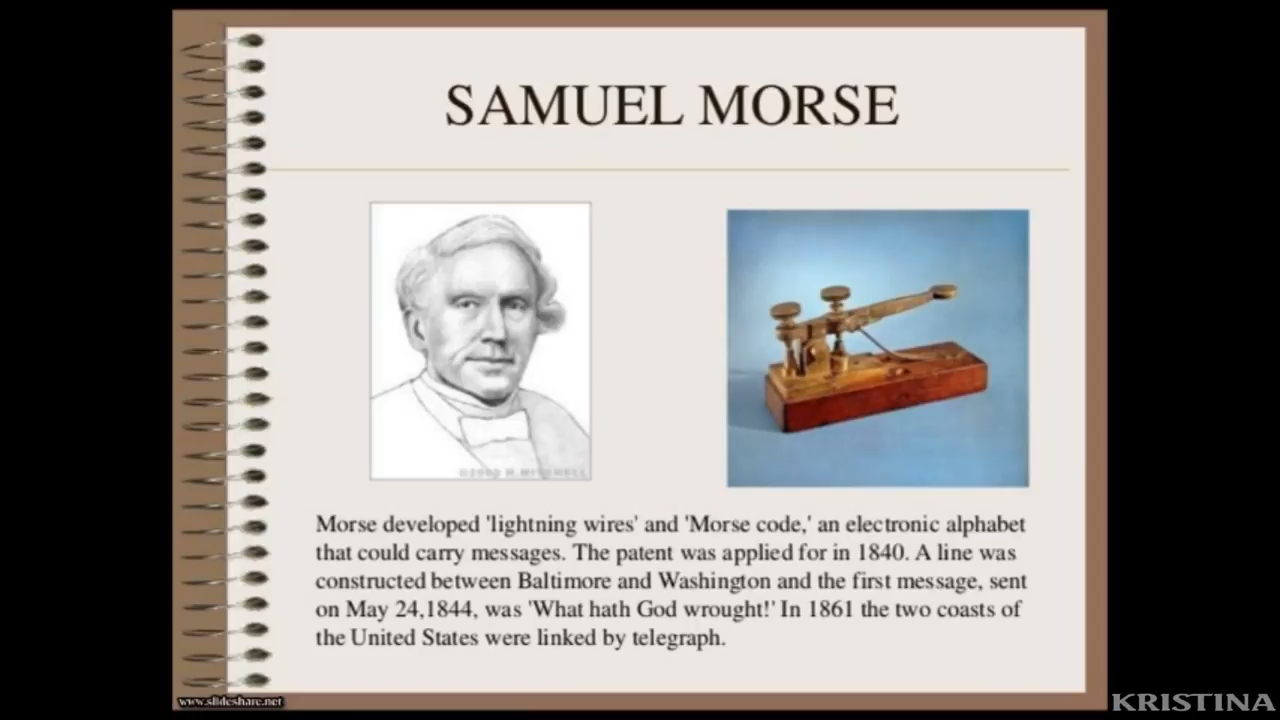 SAMUEL MORSE
Morse developed 'lightning wires' and 'Morse code,' an electronic alphabet
that could carry messages. The patent was applied for in 1840. A line was
constructed between Baltimore and Washington and the first message, sent
on May 24,1844, was 'What hath God wrought!' In 1861 the two coasts of
the United States were linked by telegraph.
www.slideshare.net
KRISTINA